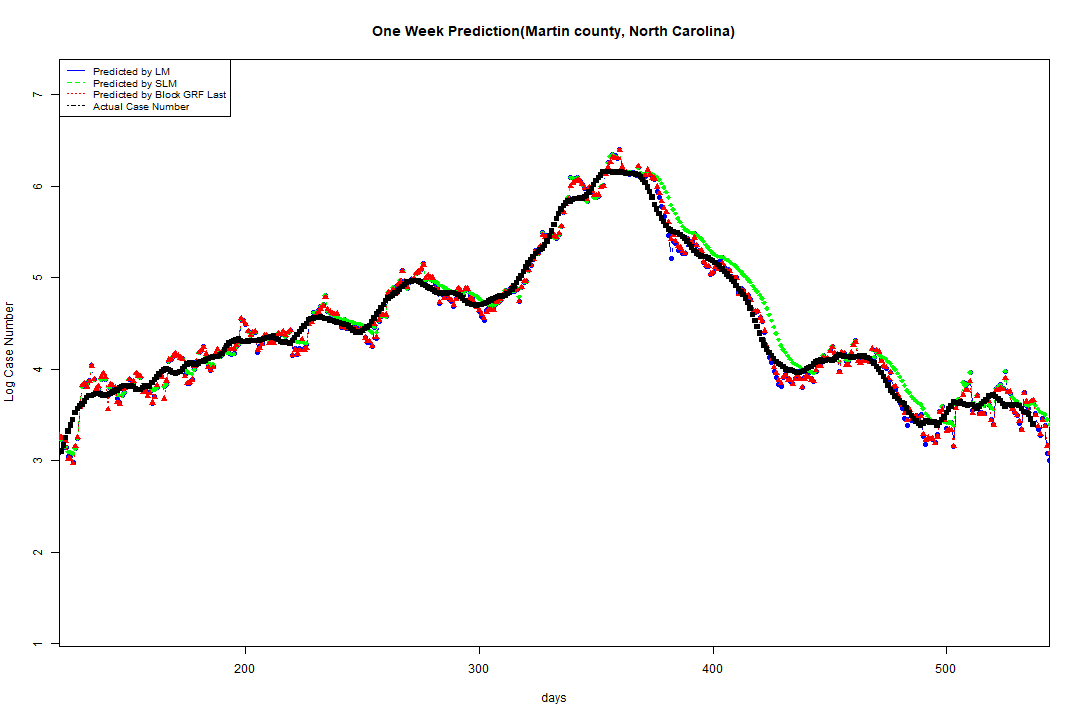 One Week Prediction(Martin county, North Carolina)
Predicted by LM
Predicted by SLM
Predicted by Block GRF Last
Actual Case Number
7
6
5
4
3
2
1
Log Case Number
200 300 400 500
days